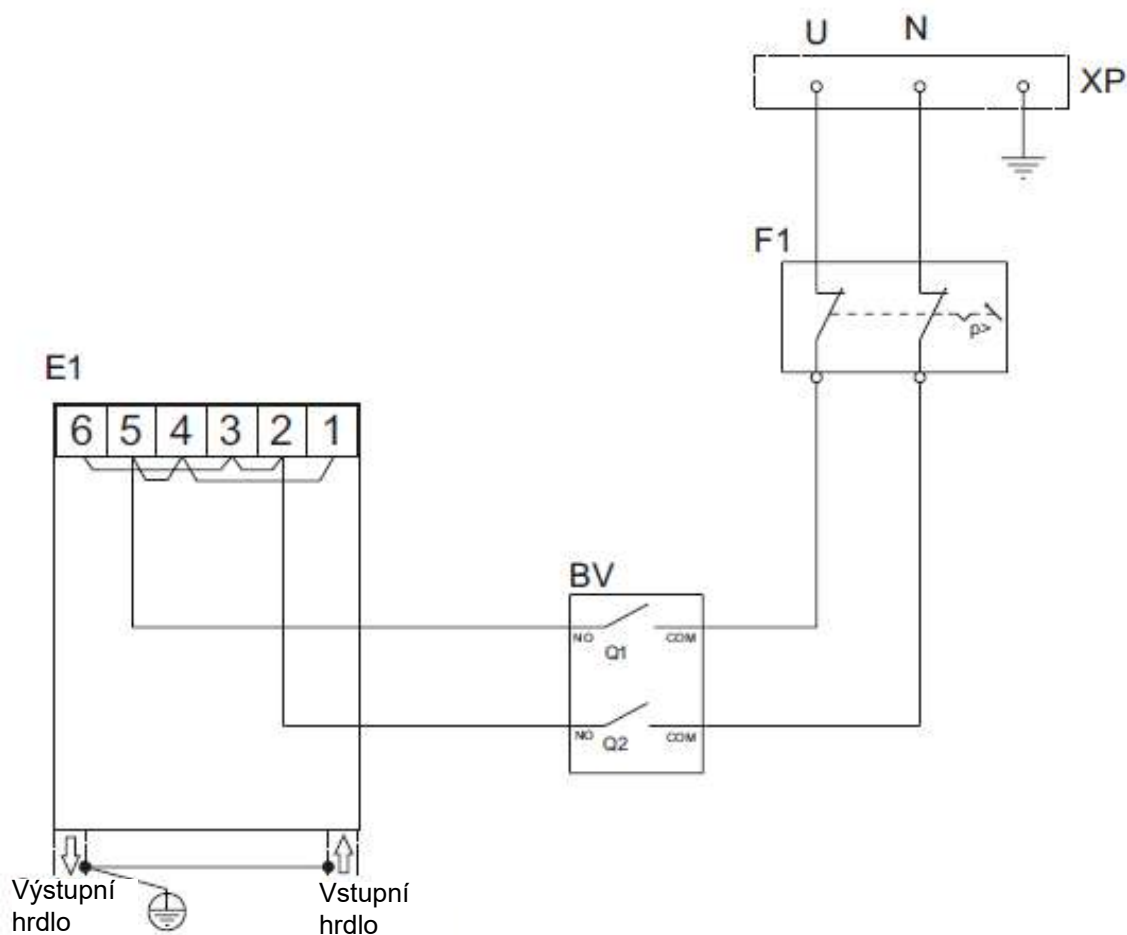 U N
XP
F1
p>
E1
6 5 4 3 2 1
BV
NO Q1 COM
NO Q2 COM
Výstupní
hrdlo
Vstupní
hrdlo